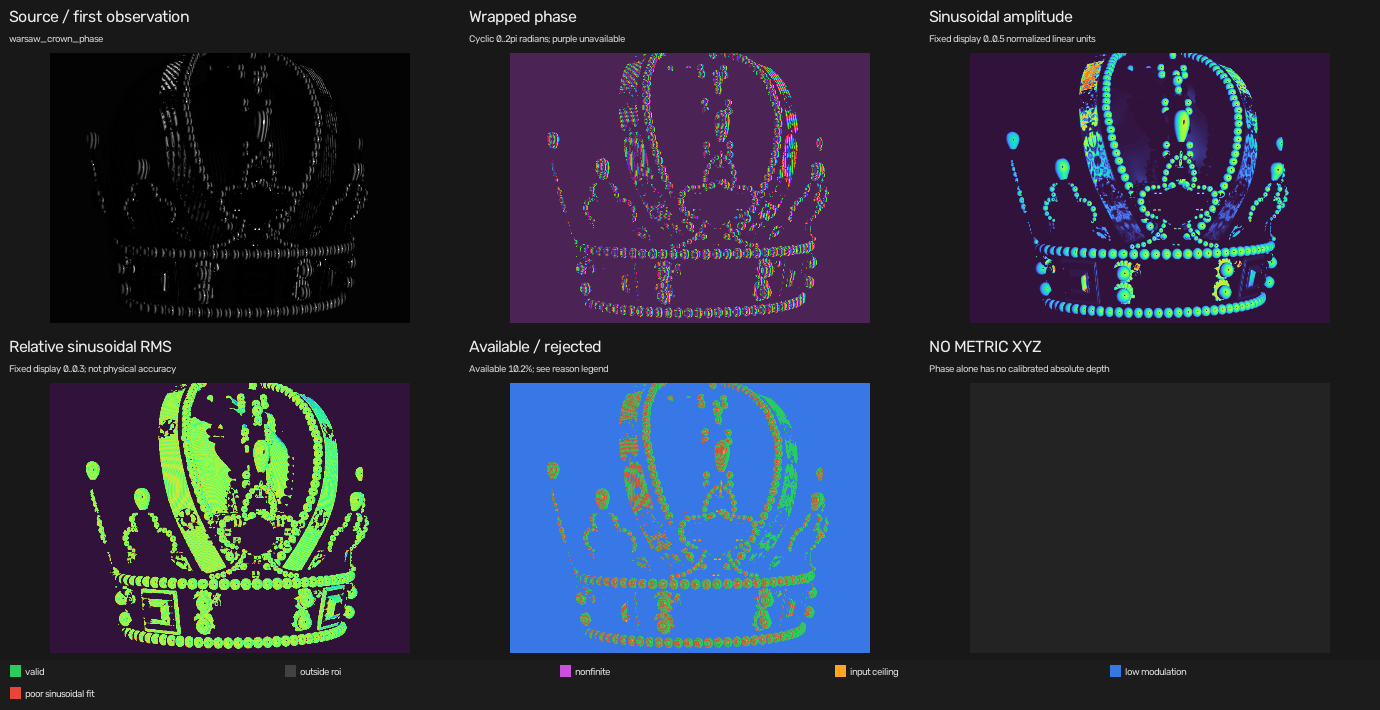 Source / first observation
warsaw_crown_phase
Wrapped phase
Cyclic 0..2pi radians; purple unavailable
Sinusoidal amplitude
Fixed display 0..0.5 normalized linear units
Relative sinusoidal RMS
Fixed display 0..0.3; not physical accuracy
Available / rejected
Available 10.2%; see reason legend
NO METRIC XYZ
Phase alone has no calibrated absolute depth
valid
outside roi
nonfinite
input ceiling
low modulation
poor sinusoidal fit